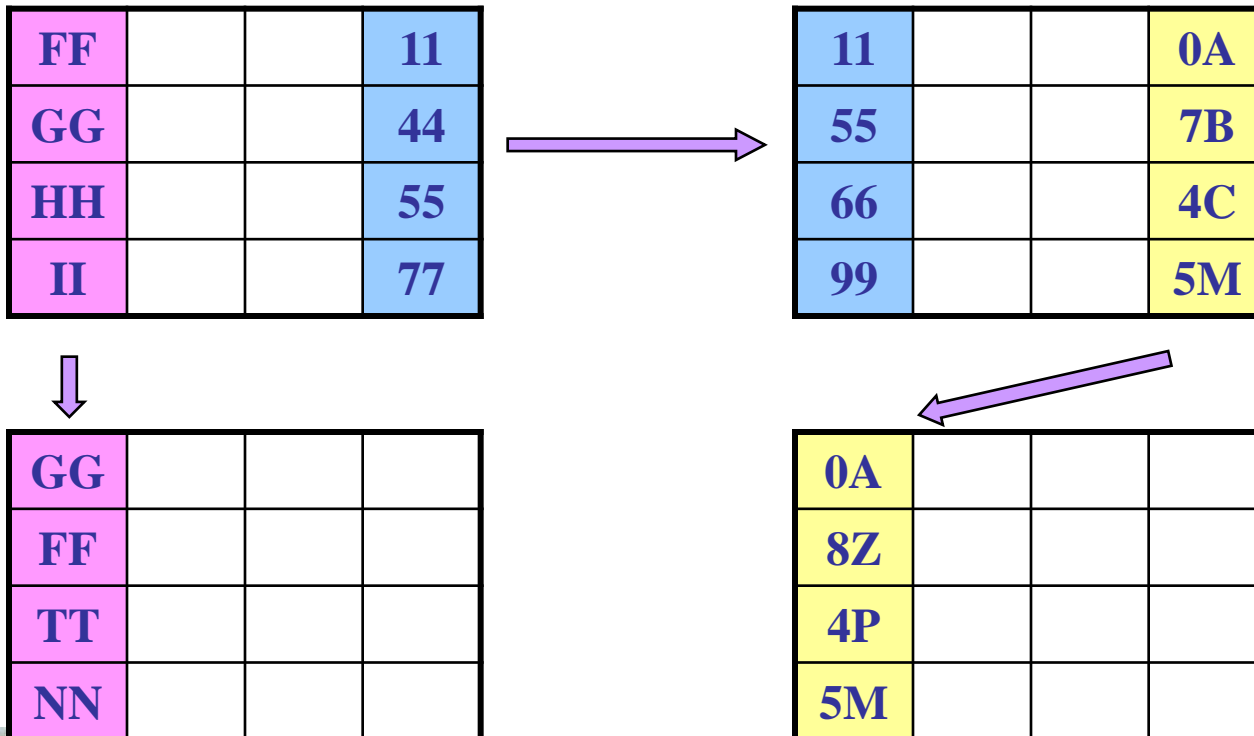 FF 11
GG 44
HH 55
II 77
11 0A
55 7B
66 4C
99 5M
GG
FF
TT
NN
0A
8Z
4P
5M